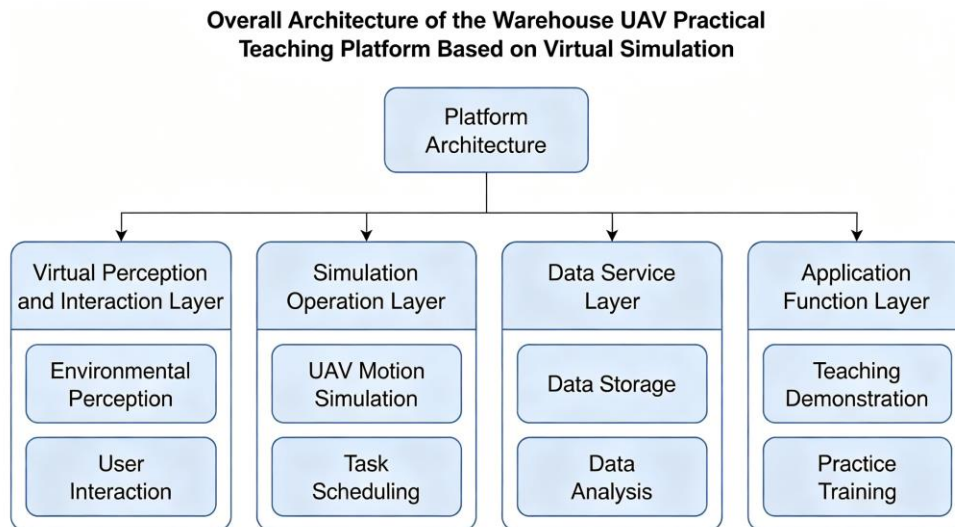 Overall Architecture of the Warehouse UAV Practical
Teaching Platform Based on Virtual Simulation
Platform
Architecture
Virtual Perception
and Interaction Layer
Environmental
Perception
User
Interaction
Simulation
Operation Layer
UAV Motion
Simulation
Task
Scheduling
Data Service
Layer
Data Storage
Data
Analysis
Application
Function Layer
Teaching
Demonstration
Practice
Training